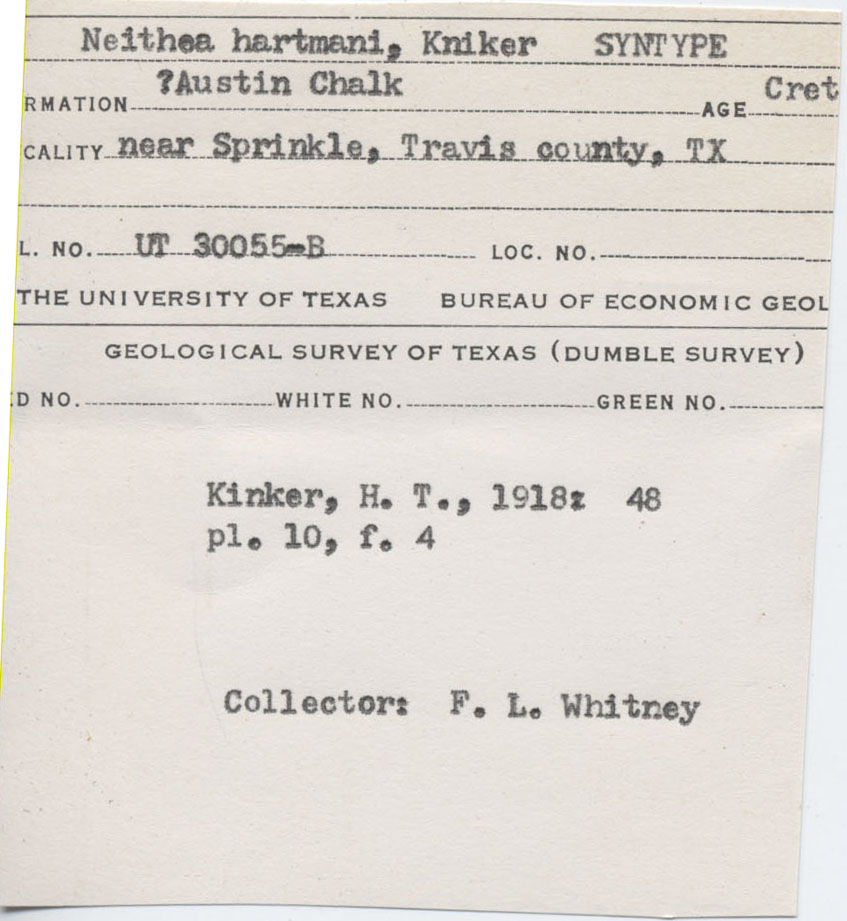 Neithea hartmani, Kniker SYNTYPE
?Austin Chalk Cret
RMATION AGE
CALITY near Sprinkle, Travis county, TX
L. NO. UT 30055-B LOC. NO.
THE UNIVERSITY OF TEXAS BUREAU OF ECONOMIC GEOL
GEOLOGICAL SURVEY OF TEXAS (DUMBLE SURVEY)
D NO. WHITE NO. GREEN NO.
Kinker, H. T., 1918: 48
pl. 10, f. 4
Collector: F. L. Whitney